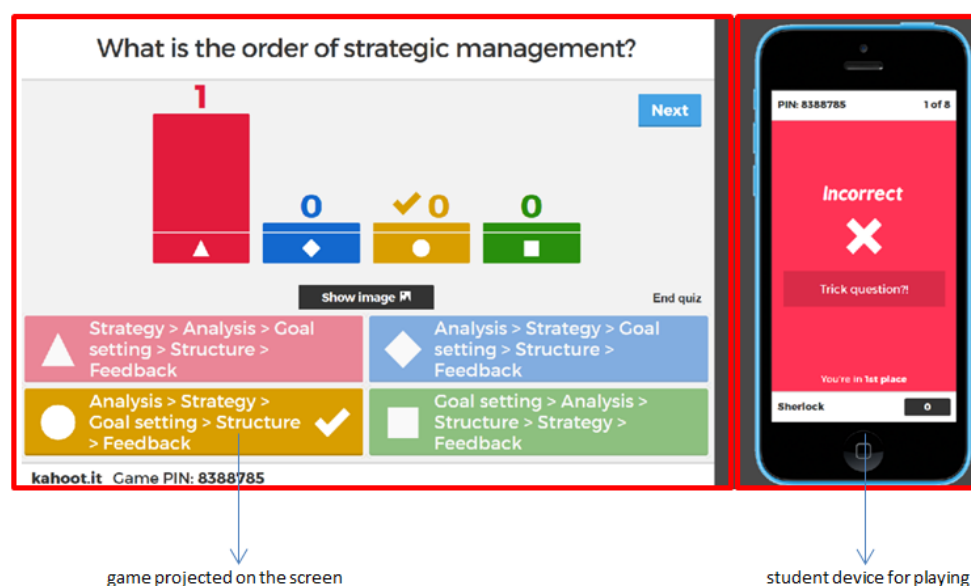 What is the order of strategic management?
1
0
0
0
Next
Show image
End quiz
Strategy > Analysis > Goal
setting > Structure >
Feedback
Analysis > Strategy > Goal
setting > Structure >
Feedback
Analysis > Strategy >
Goal setting > Structure
> Feedback
Goal setting > Analysis >
Structure > Strategy >
Feedback
kahoot.it Game PIN: 8388785
PIN: 8388785 1 of 8
Incorrect
Trick question?!
You're in 1st place
Sherlock 0
game projected on the screen
student device for playing